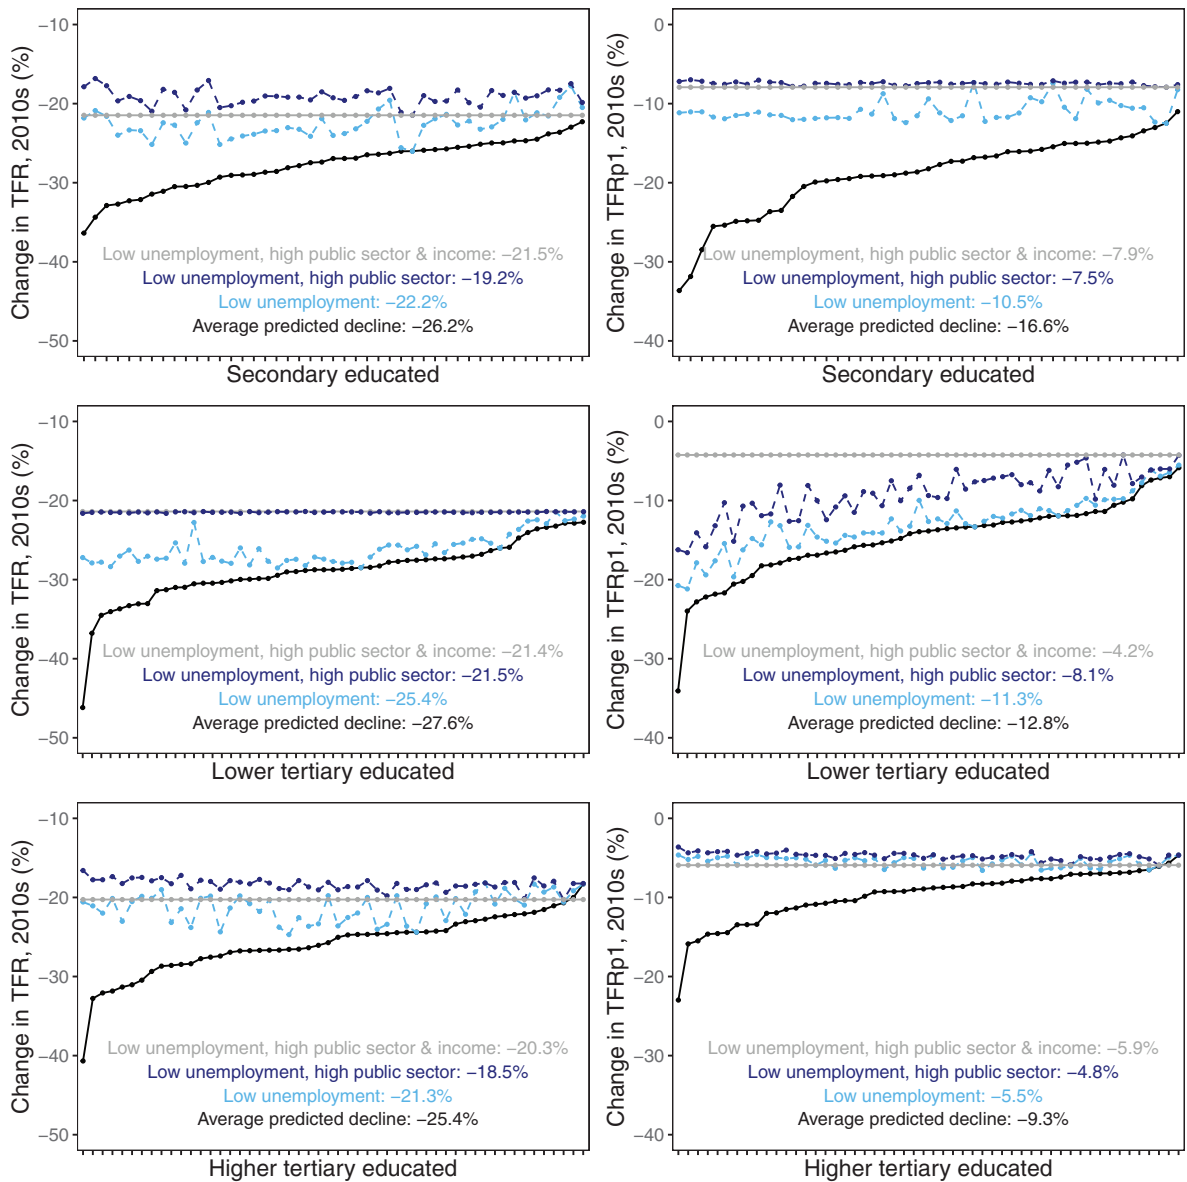 Change in TFR, 2010s (%)
−10
−20
−30
−40
−50
Low unemployment, high public sector & income: −21.5%
Low unemployment, high public sector: −19.2%
Low unemployment: −22.2%
Average predicted decline: −26.2%
Secondary educated
Change in TFRp1, 2010s (%)
0
−10
−20
−30
−40
Low unemployment, high public sector & income: −7.9%
Low unemployment, high public sector: −7.5%
Low unemployment: −10.5%
Average predicted decline: −16.6%
Secondary educated
Change in TFR, 2010s (%)
−10
−20
−30
−40
−50
Low unemployment, high public sector & income: −21.4%
Low unemployment, high public sector: −21.5%
Low unemployment: −25.4%
Average predicted decline: −27.6%
Lower tertiary educated
Change in TFRp1, 2010s (%)
0
−10
−20
−30
−40
Low unemployment, high public sector & income: −4.2%
Low unemployment, high public sector: −8.1%
Low unemployment: −11.3%
Average predicted decline: −12.8%
Lower tertiary educated
Change in TFR, 2010s (%)
−10
−20
−30
−40
−50
Low unemployment, high public sector & income: −20.3%
Low unemployment, high public sector: −18.5%
Low unemployment: −21.3%
Average predicted decline: −25.4%
Higher tertiary educated
Change in TFRp1, 2010s (%)
0
−10
−20
−30
−40
Low unemployment, high public sector & income: −5.9%
Low unemployment, high public sector: −4.8%
Low unemployment: −5.5%
Average predicted decline: −9.3%
Higher tertiary educated